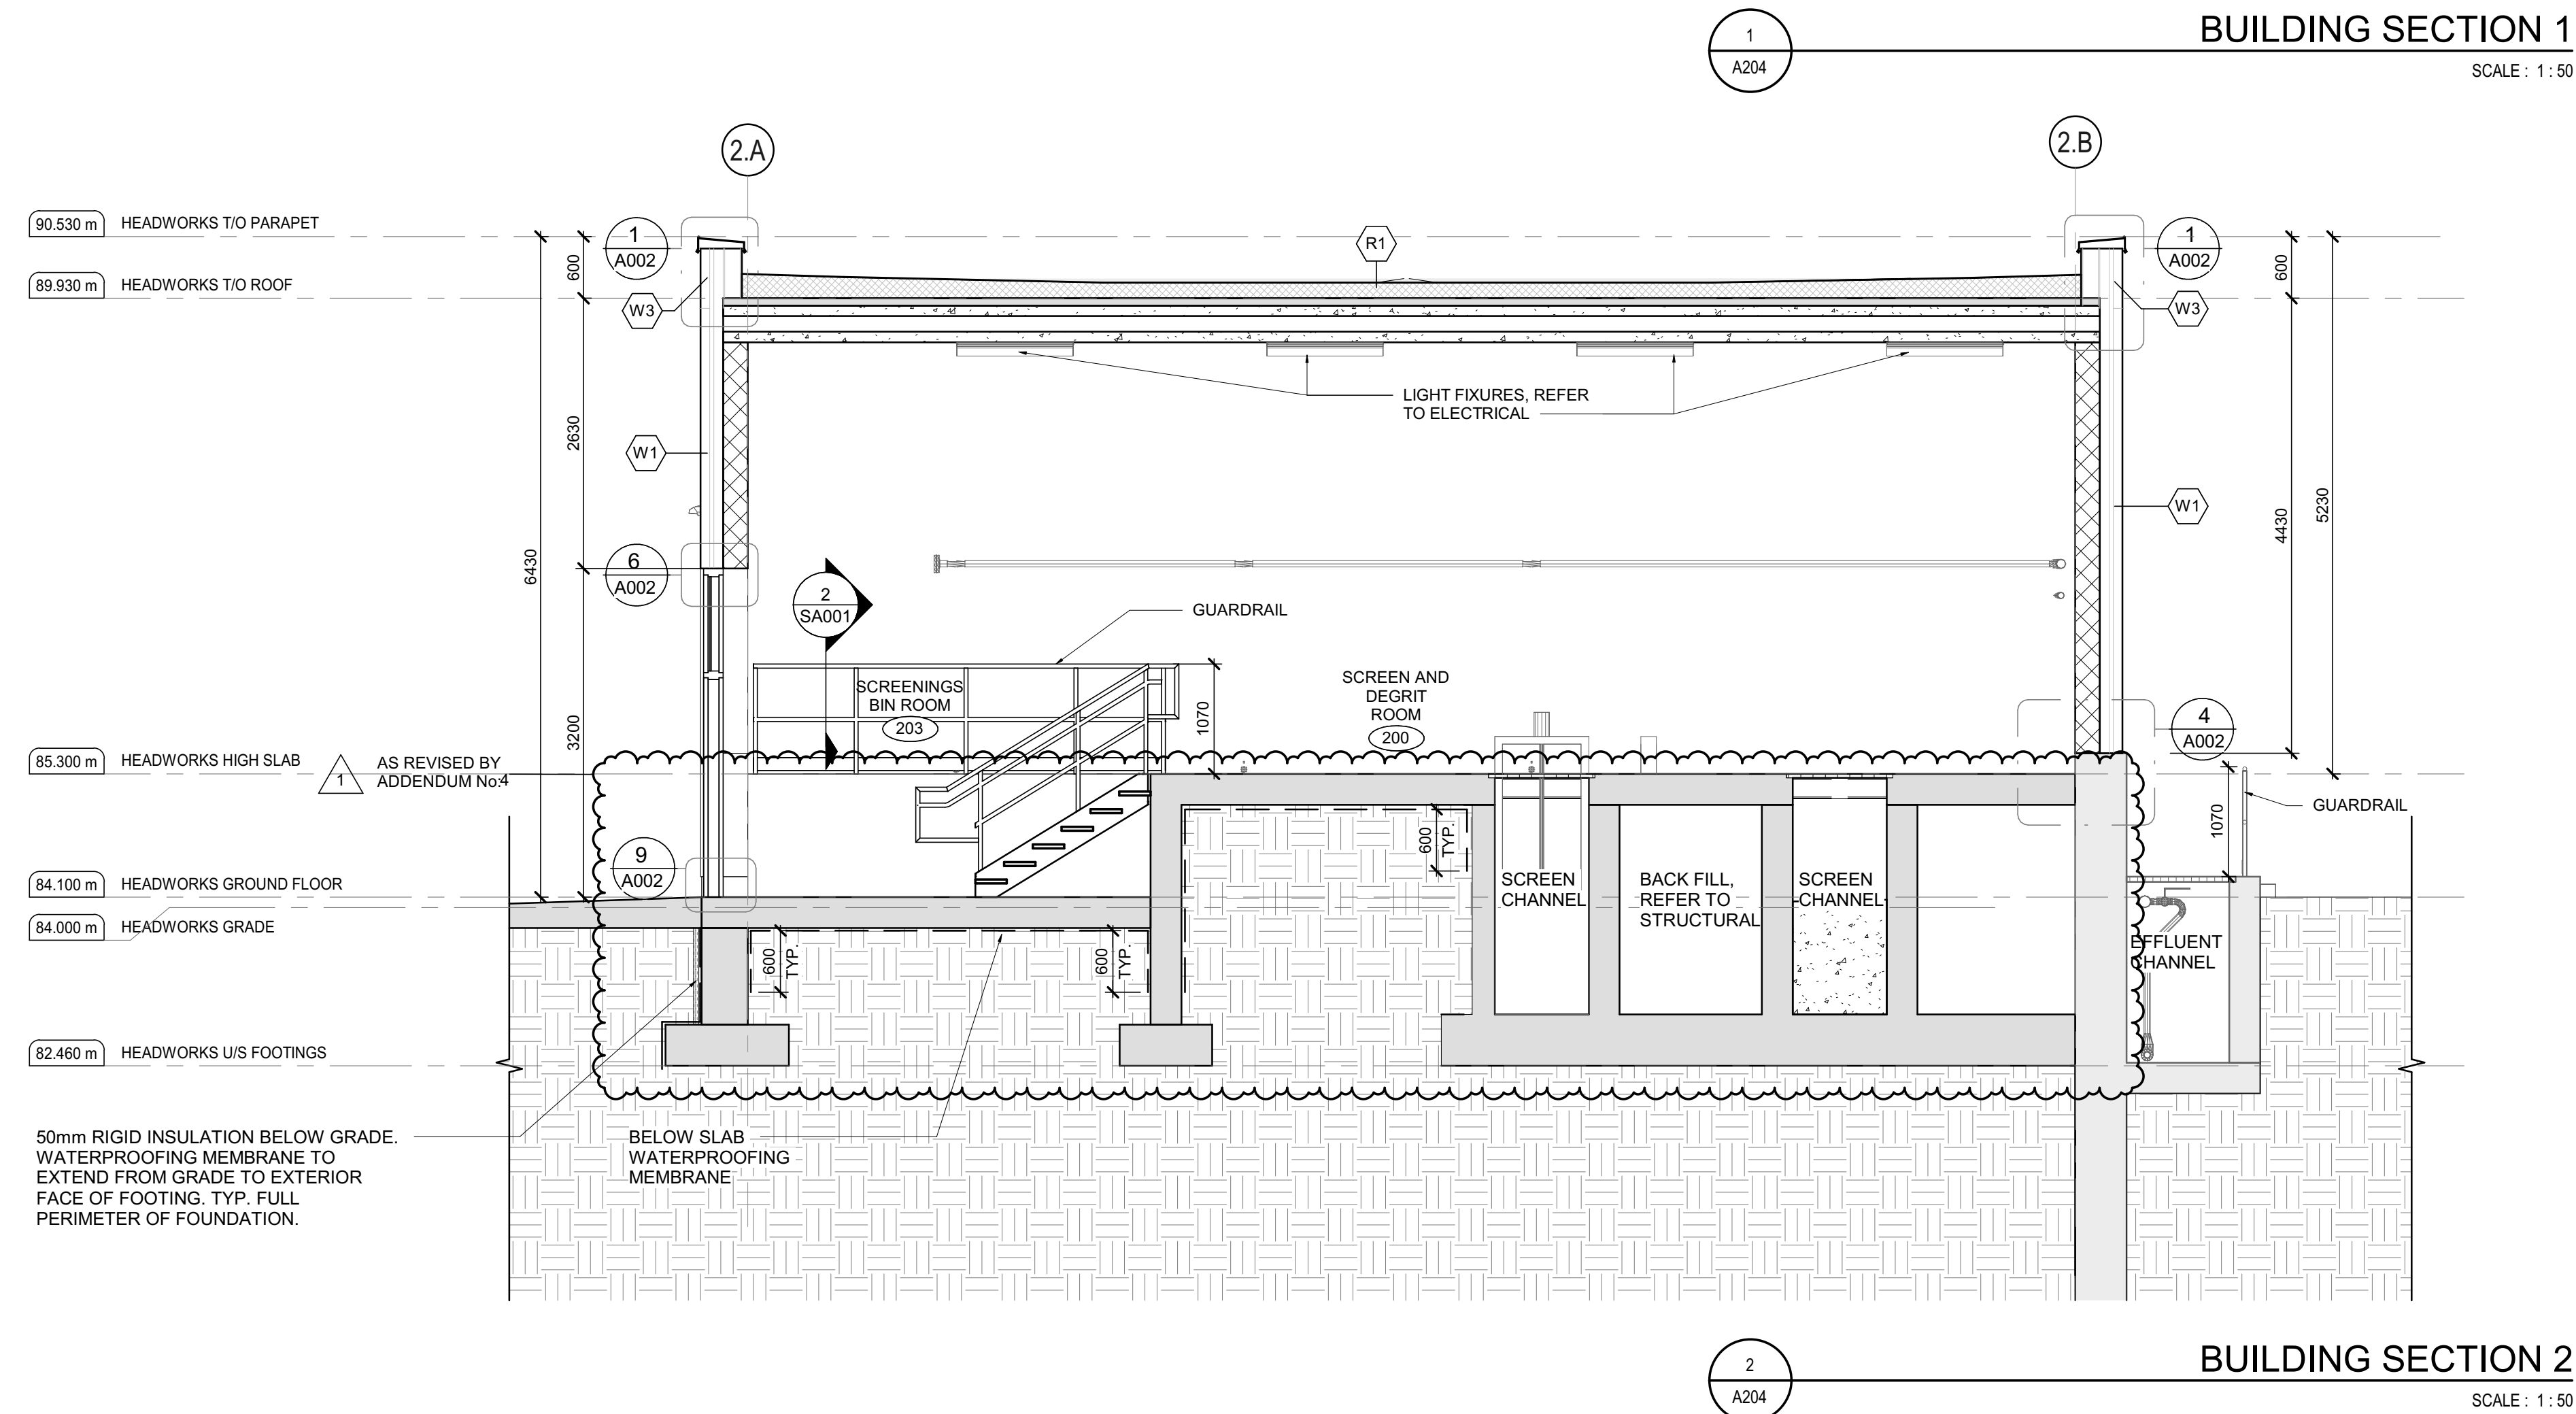 1
A204
BUILDING SECTION 1
SCALE : 1 : 50
2.A
2.B
90.530 m
HEADWORKS T/O PARAPET
1
A002
R1
1
A002
600
600
89.930 m
HEADWORKS T/O ROOF
W3
W3
LIGHT FIXTURES, REFER
TO ELECTRICAL
2630
W1
W1
4430
5230
6430
6
A002
2
SA001
GUARDRAIL
SCREENINGS
BIN ROOM
203
1070
SCREEN AND
DEGRIT
ROOM
200
3200
4
A002
85.300 m
HEADWORKS HIGH SLAB
1
AS REVISED BY
ADDENDUM No:4
GUARDRAIL
1070
600
TYP.
9
A002
84.100 m
HEADWORKS GROUND FLOOR
SCREEN
CHANNEL
BACK FILL,
REFER TO
STRUCTURAL
SCREEN
CHANNEL
84.000 m
HEADWORKS GRADE
600
TYP.
600
TYP.
EFFLUENT
CHANNEL
82.460 m
HEADWORKS U/S FOOTINGS
50mm RIGID INSULATION BELOW GRADE.
WATERPROOFING MEMBRANE TO
EXTEND FROM GRADE TO EXTERIOR
FACE OF FOOTING. TYP. FULL
PERIMETER OF FOUNDATION.
BELOW SLAB
WATERPROOFING
MEMBRANE
2
A204
BUILDING SECTION 2
SCALE : 1 : 50